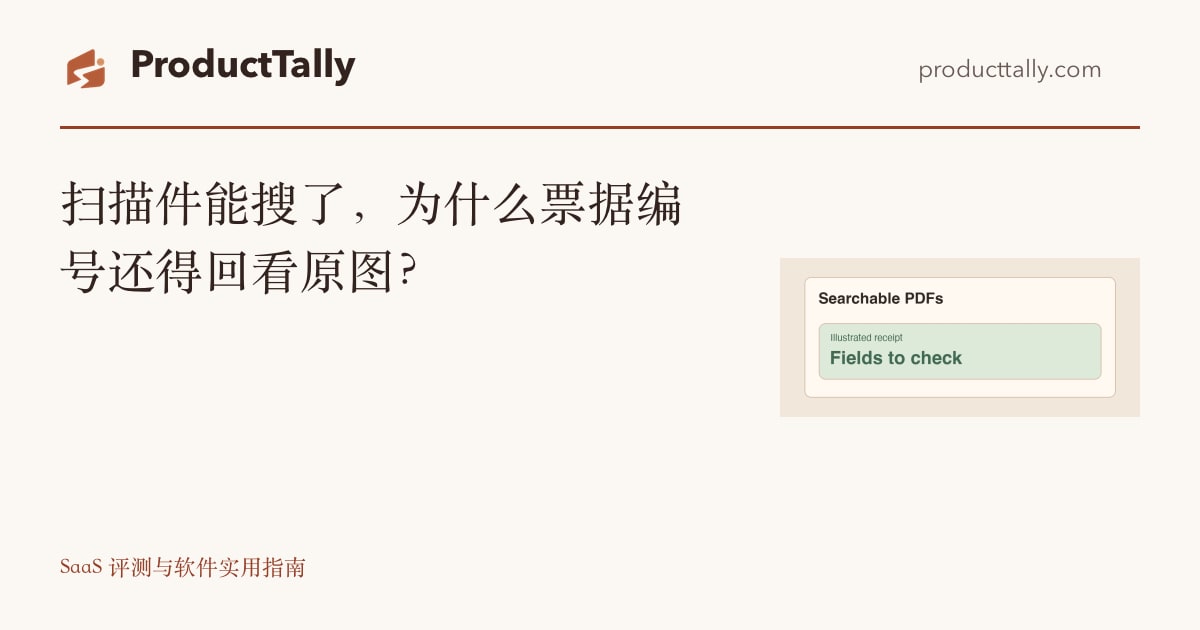 ProductTally
producttally.com
扫描件能搜了，为什么票据编
号还得回看原图？
Searchable PDFs
Illustrated receipt
Fields to check
SaaS 评测与软件实用指南